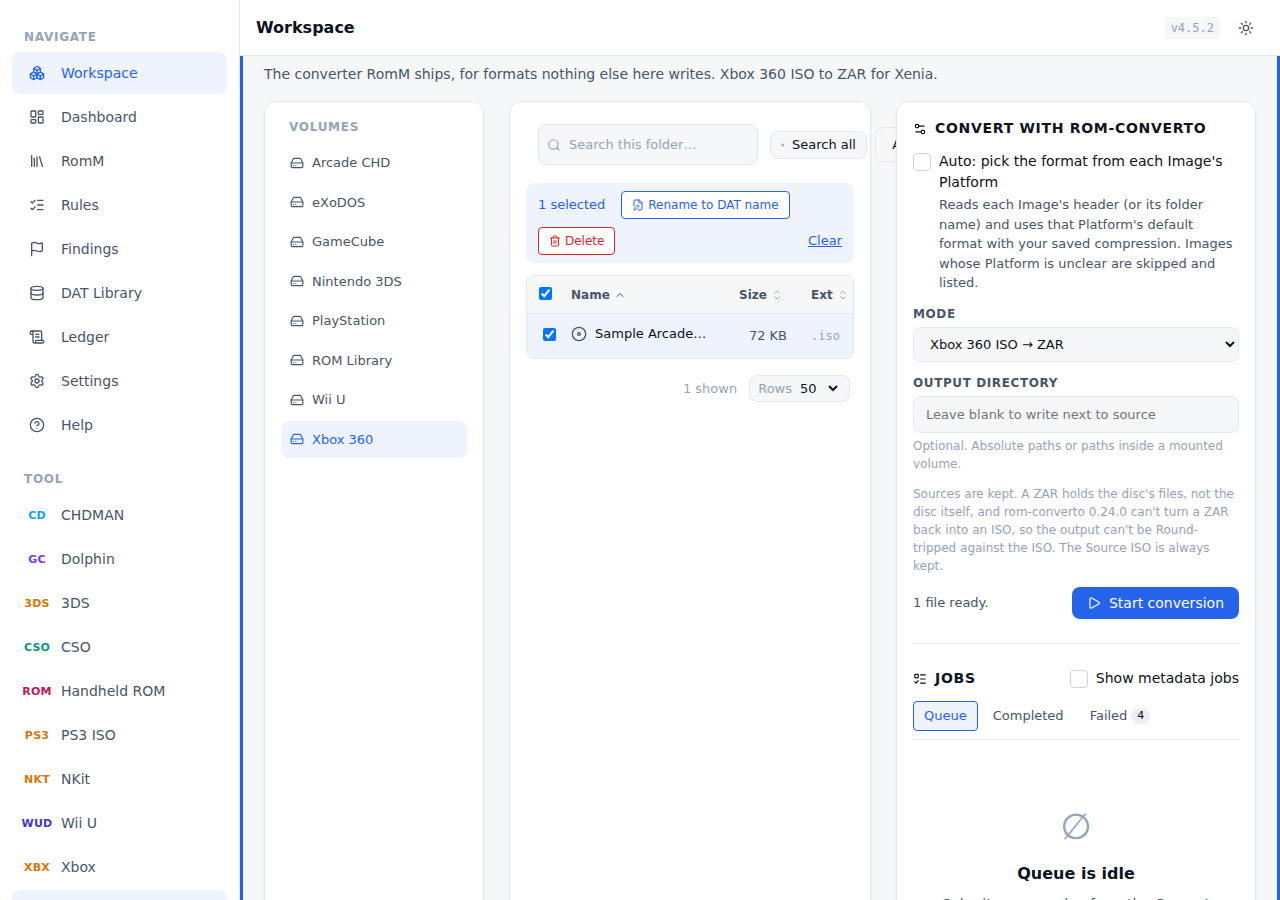 NAVIGATE
Workspace
Dashboard
RomM
Rules
Findings
DAT Library
Ledger
Settings
Help
TOOL
CD CHDMAN
GC Dolphin
3DS 3DS
CSO CSO
ROM Handheld ROM
PS3 PS3 ISO
NKT NKit
WUD Wii U
XBX Xbox
Workspace
v4.5.2
The converter RomM ships, for formats nothing else here writes. Xbox 360 ISO to ZAR for Xenia.
VOLUMES
Arcade CHD
eXoDOS
GameCube
Nintendo 3DS
PlayStation
ROM Library
Wii U
Xbox 360
Search this folder…
Search all
1 selected
Rename to DAT name
Delete
Clear
Name Size Ext
Sample Arcade… 72 KB .iso
1 shown Rows 50
CONVERT WITH ROM-CONVERTO
Auto: pick the format from each Image's
Platform
Reads each Image's header (or its folder
name) and uses that Platform's default
format with your saved compression. Images
whose Platform is unclear are skipped and
listed.
MODE
Xbox 360 ISO → ZAR
OUTPUT DIRECTORY
Leave blank to write next to source
Optional. Absolute paths or paths inside a mounted
volume.
Sources are kept. A ZAR holds the disc's files, not the
disc itself, and rom-converto 0.24.0 can't turn a ZAR
back into an ISO, so the output can't be Round-
tripped against the ISO. The Source ISO is always
kept.
1 file ready.
Start conversion
JOBS
Show metadata jobs
Queue Completed Failed 4
Queue is idle